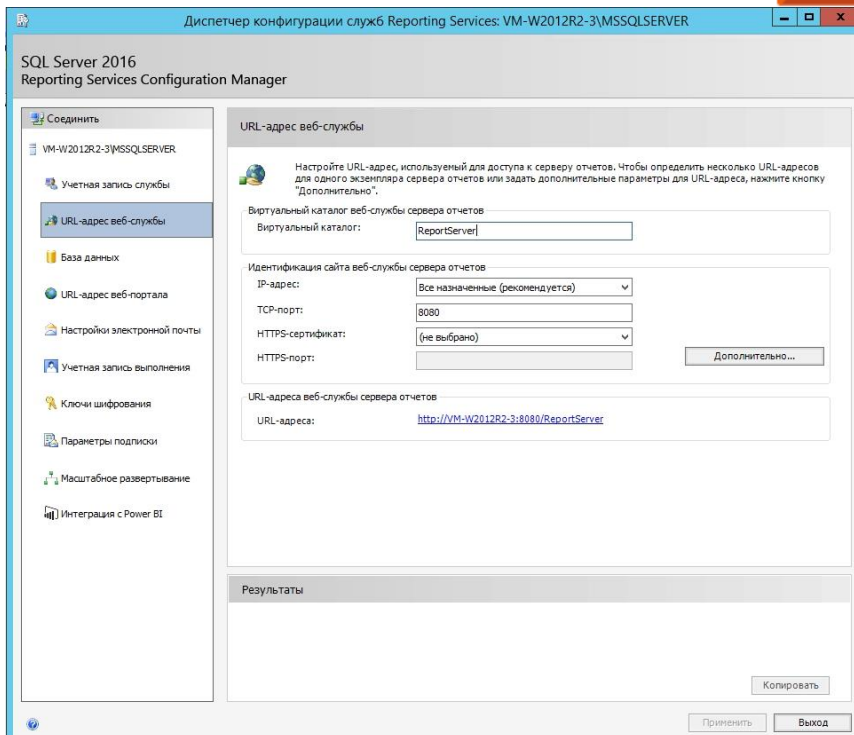 Диспетчер конфигурации служб Reporting Services: VM-W2012R2-3\MSSQLSERVER
SQL Server 2016
Reporting Services Configuration Manager
Соединить
VM-W2012R2-3\MSSQLSERVER
Учетная запись службы
URL-адрес веб-службы
База данных
URL-адрес веб-портала
Настройки электронной почты
Учетная запись выполнения
Ключи шифрования
Параметры подписки
Масштабное развертывание
Интеграция с Power BI
URL-адрес веб-службы
Настройте URL-адрес, используемый для доступа к серверу отчетов. Чтобы определить несколько URL-адресов
для одного экземпляра сервера отчетов или задать дополнительные параметры для URL-адреса, нажмите кнопку
"Дополнительно".
Виртуальный каталог веб-службы сервера отчетов
Виртуальный каталог: ReportServer
Идентификация сайта веб-службы сервера отчетов
IP-адрес: Все назначенные (рекомендуется)
TCP-порт: 8080
HTTPS-сертификат: (не выбрано)
HTTPS-порт: Дополнительно...
URL-адреса веб-службы сервера отчетов
URL-адреса: http://VM-W2012R2-3:8080/ReportServer
Результаты
Копировать
Применить Выход